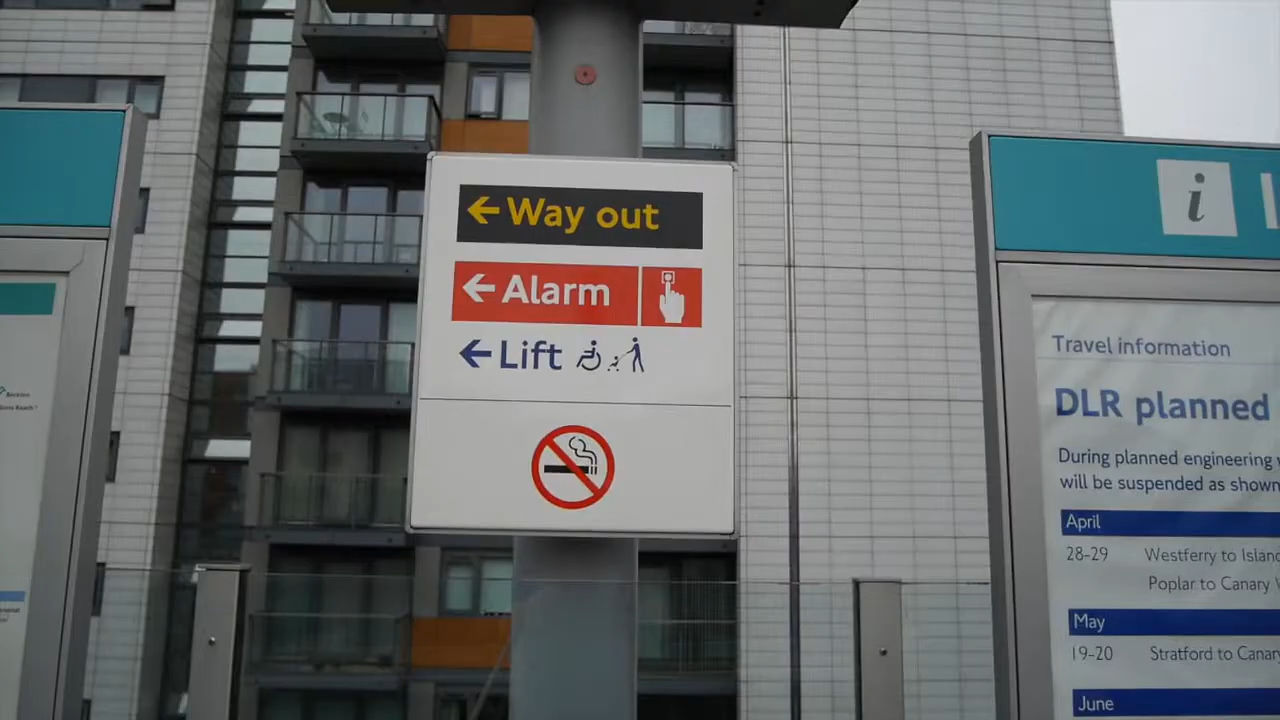 Way out
Alarm
Lift
i
Beckton
Travel information
DLR planned
During planned engineering
will be suspended as shown
April
28-29 Westferry to Island
Poplar to Canary
May
19-20 Stratford to Canary
June